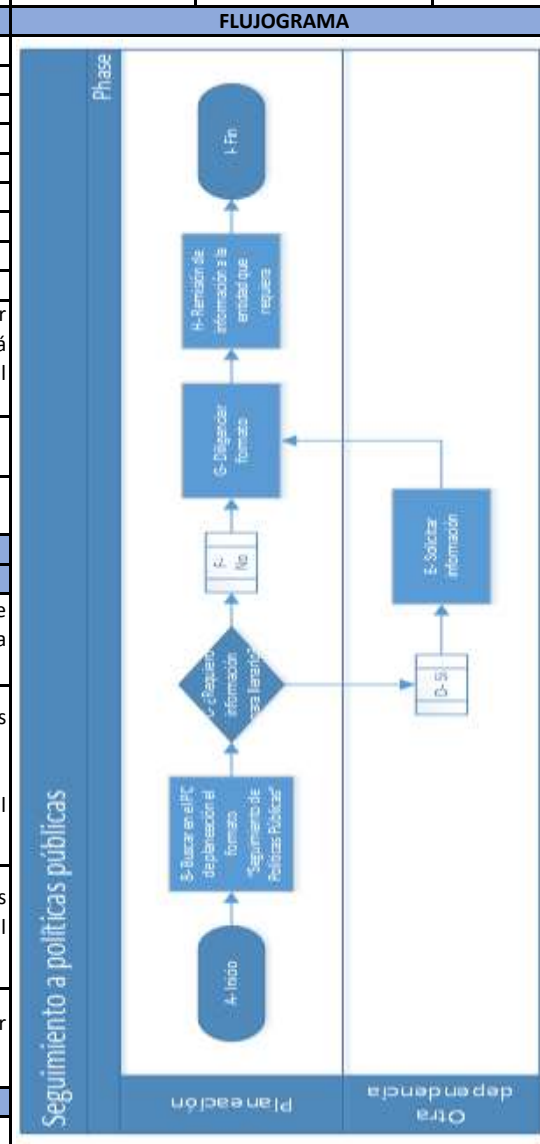 FLUJOGRAMA
Seguimiento a políticas públicas
Phase
Planeación
A- Inicio
B- Buscar en el PC
de planeación el
formato
"Seguimiento de
Políticas Públicas"
C- ¿Requiero
información
para llenarlo?
F-
No
G- Diligenciar
formato
H- Remisión de
información a la
entidad que
requiera
I- Fin
Otra
dependencia
D- Si
E- Solicitar
información
r
á
l
e
a
s
l
s
l
r